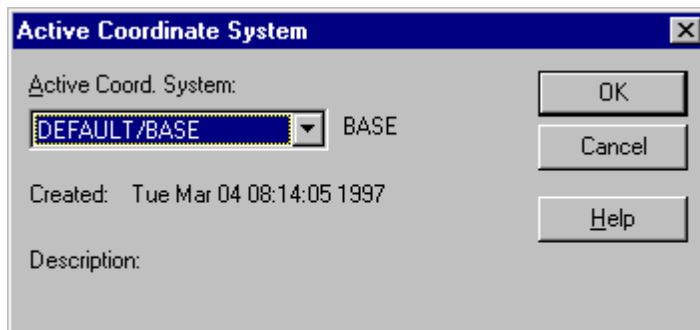 Active Coordinate System
Active Coord. System:
OK
DEFAULT/BASE BASE
Cancel
Created: Tue Mar 04 08:14:05 1997
Help
Description: